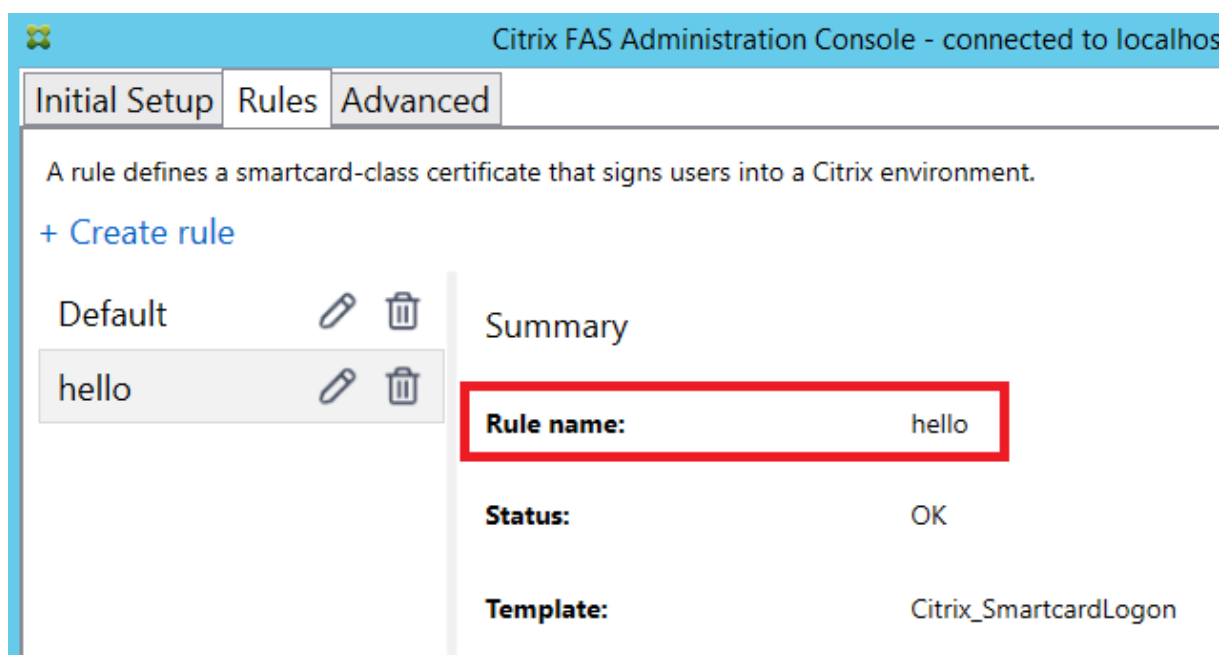 Citrix FAS Administration Console - connected to localhos
Initial Setup Rules Advanced
A rule defines a smartcard-class certificate that signs users into a Citrix environment.
+ Create rule
Default
hello
Summary
Rule name: hello
Status: OK
Template: Citrix_SmartcardLogon